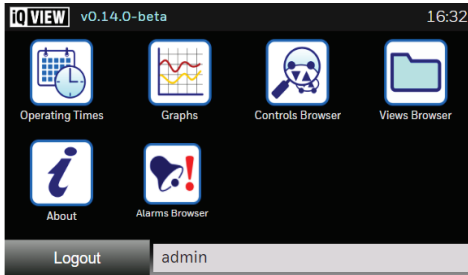 iQ VIEW v0.14.0-beta 16:32
Operating Times Graphs Controls Browser Views Browser
About Alarms Browser
Logout admin